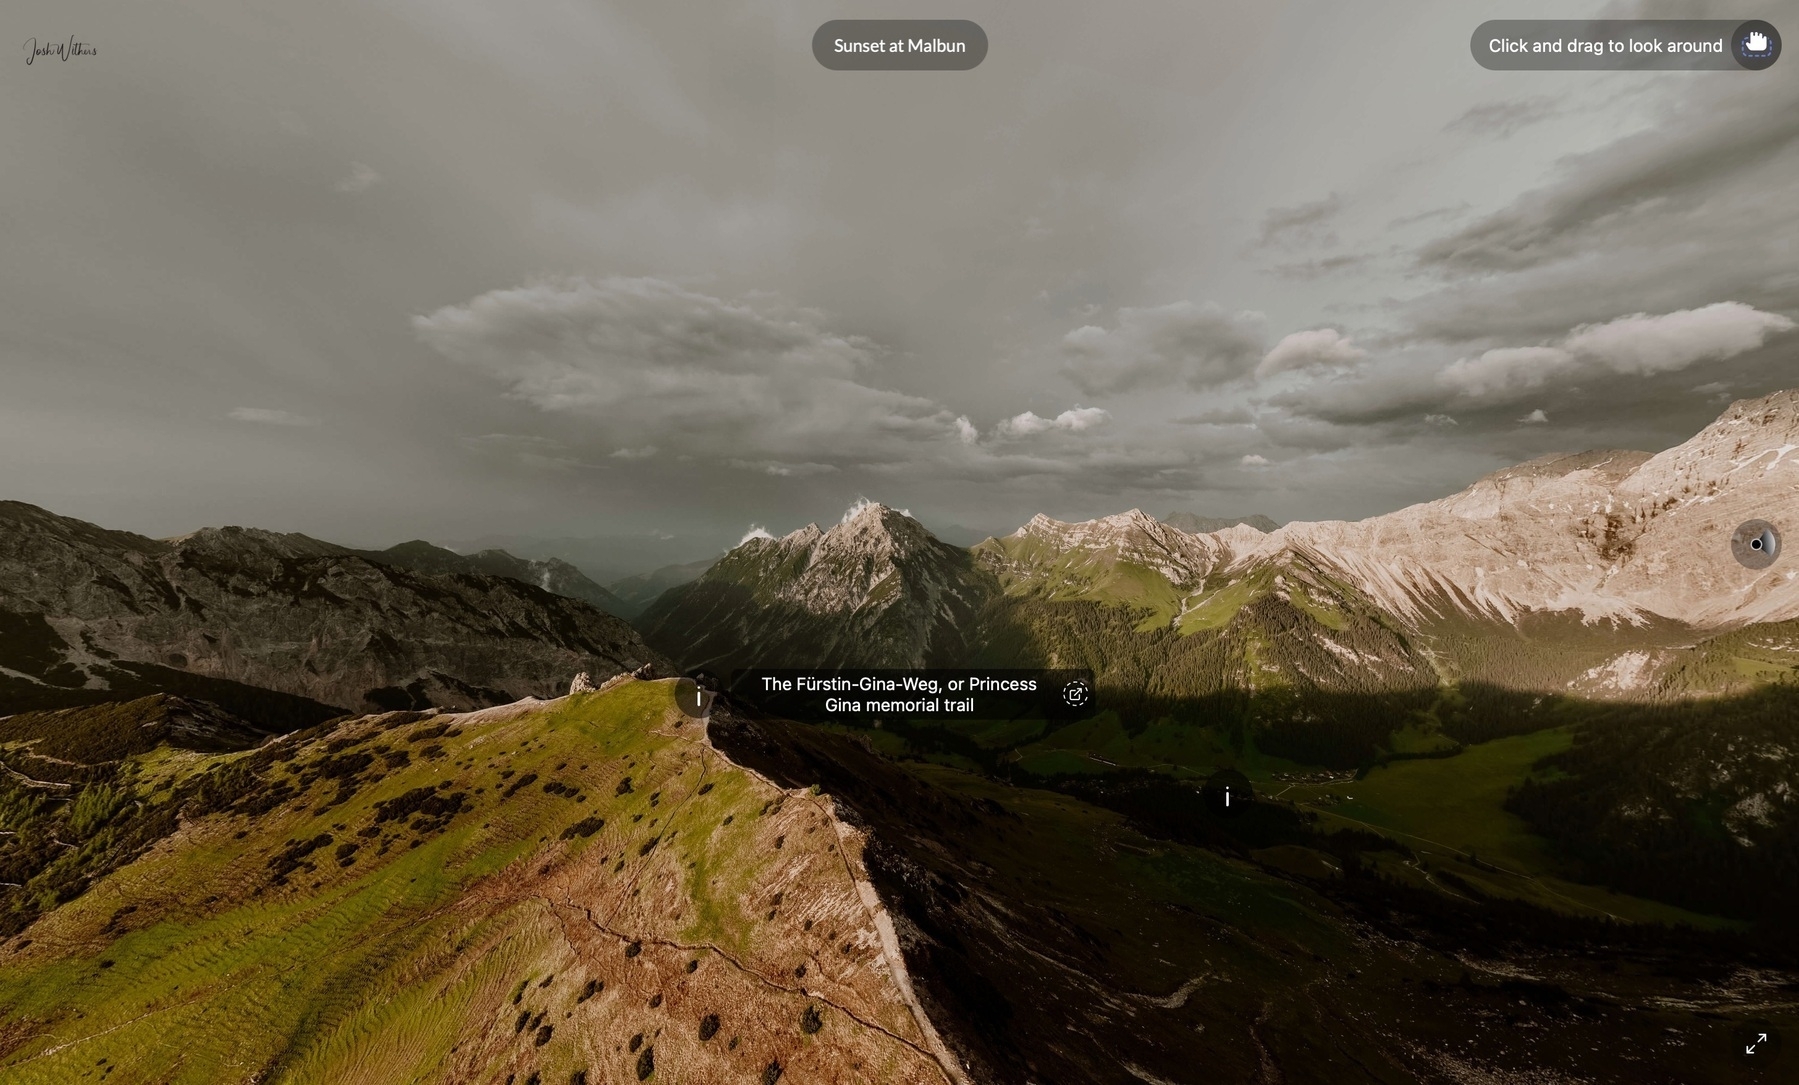 Josh Withers
Sunset at Malbun
Click and drag to look around
The Fürstin-Gina-Weg, or Princess
Gina memorial trail
i
i